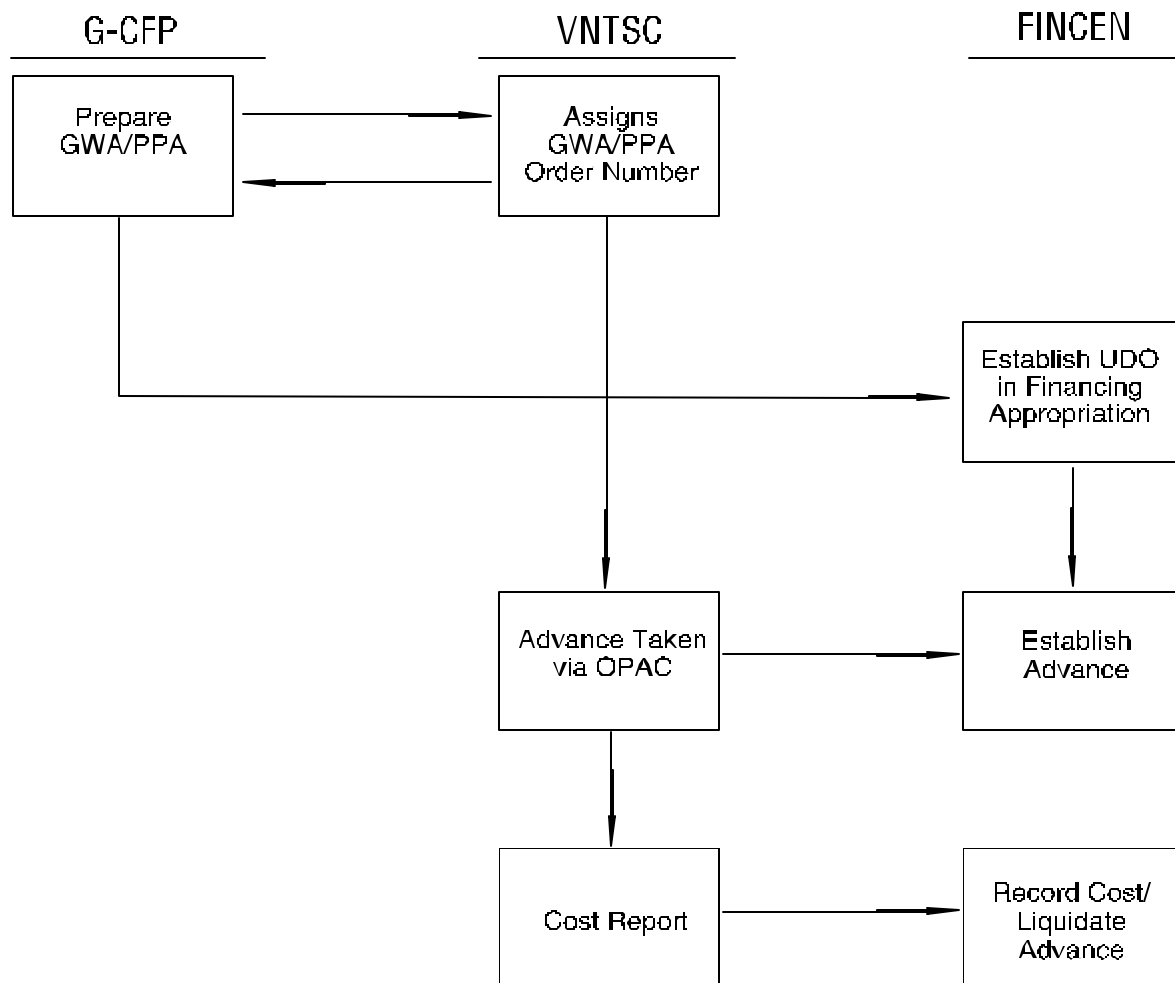 G-CFP
VNTSC
FINCEN
Prepare
GWA/PPA
Assigns
GWA/PPA
Order Number
Establish UDO
in Financing
Appropriation
Advance Taken
via OPAC
Establish
Advance
Cost Report
Record Cost/
Liquidate
Advance